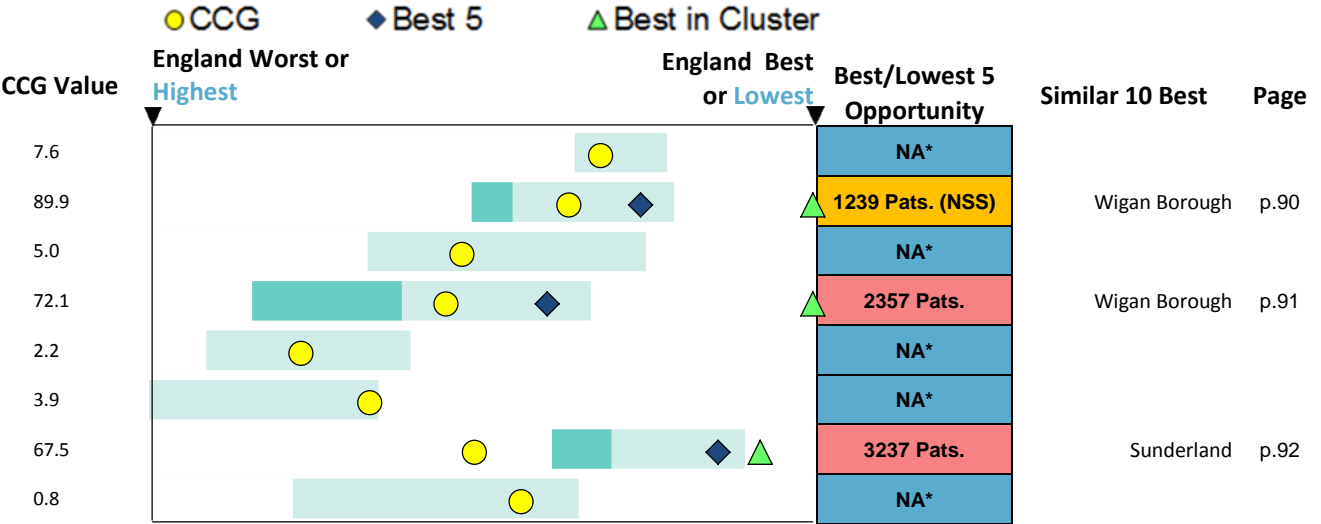 CCG Best 5 Best in Cluster
CCG Value
England Worst or
Highest
England Best
or Lowest
Best/Lowest 5
Opportunity
Similar 10 Best
Page
7.6 NA*
89.9 1239 Pats. (NSS) Wigan Borough p.90
5.0 NA*
72.1 2357 Pats. Wigan Borough p.91
2.2 NA*
3.9 NA*
67.5 3237 Pats. Sunderland p.92
0.8 NA*